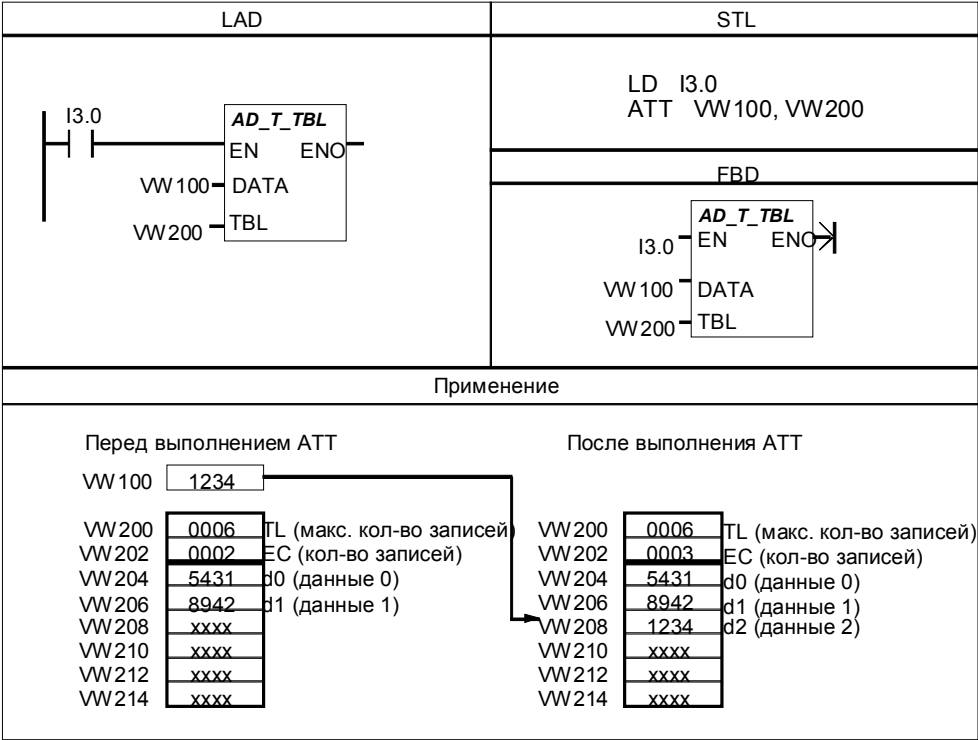 LAD
I3.0
AD_T_TBL
EN ENO
VW100 DATA
VW200 TBL
STL
LD I3.0
ATT VW100, VW200
FBD
AD_T_TBL
I3.0 EN ENO
VW100 DATA
VW200 TBL
Применение
Перед выполнением ATT
VW100 1234
VW200 0006 TL (макс. кол-во записей)
VW202 0002 EC (кол-во записей)
VW204 5431 d0 (данные 0)
VW206 8942 d1 (данные 1)
VW208 xxxx
VW210 xxxx
VW212 xxxx
VW214 xxxx
После выполнения ATT
VW200 0006 TL (макс. кол-во записей)
VW202 0003 EC (кол-во записей)
VW204 5431 d0 (данные 0)
VW206 8942 d1 (данные 1)
VW208 1234 d2 (данные 2)
VW210 xxxx
VW212 xxxx
VW214 xxxx